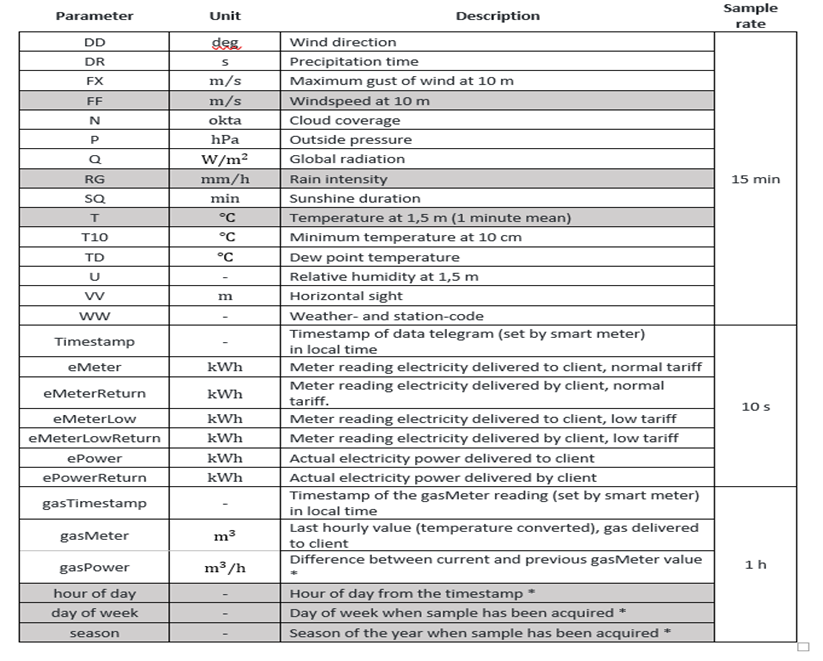 Parameter Unit Description Sample
rate
DD deg Wind direction
DR s Precipitation time
FX m/s Maximum gust of wind at 10 m
FF m/s Windspeed at 10 m
N okta Cloud coverage
P hPa Outside pressure
Q W/m² Global radiation
RG mm/h Rain intensity 15 min
SQ min Sunshine duration
T °C Temperature at 1,5 m (1 minute mean)
T10 °C Minimum temperature at 10 cm
TD °C Dew point temperature
U - Relative humidity at 1,5 m
VV m Horizontal sight
WW - Weather- and station-code
Timestamp - Timestamp of data telegram (set by smart meter)
in local time
eMeter kWh Meter reading electricity delivered to client, normal tariff
eMeterReturn kWh Meter reading electricity delivered by client, normal
tariff.
10 s
eMeterLow kWh Meter reading electricity delivered to client, low tariff
eMeterLowReturn kWh Meter reading electricity delivered by client, low tariff
ePower kWh Actual electricity power delivered to client
ePowerReturn kWh Actual electricity power delivered by client
gasTimestamp - Timestamp of the gasMeter reading (set by smart meter)
in local time
gasMeter m³ Last hourly value (temperature converted), gas delivered
to client
gasPower m³/h Difference between current and previous gasMeter value
*
1 h
hour of day - Hour of day from the timestamp *
day of week - Day of week when sample has been acquired *
season - Season of the year when sample has been acquired *